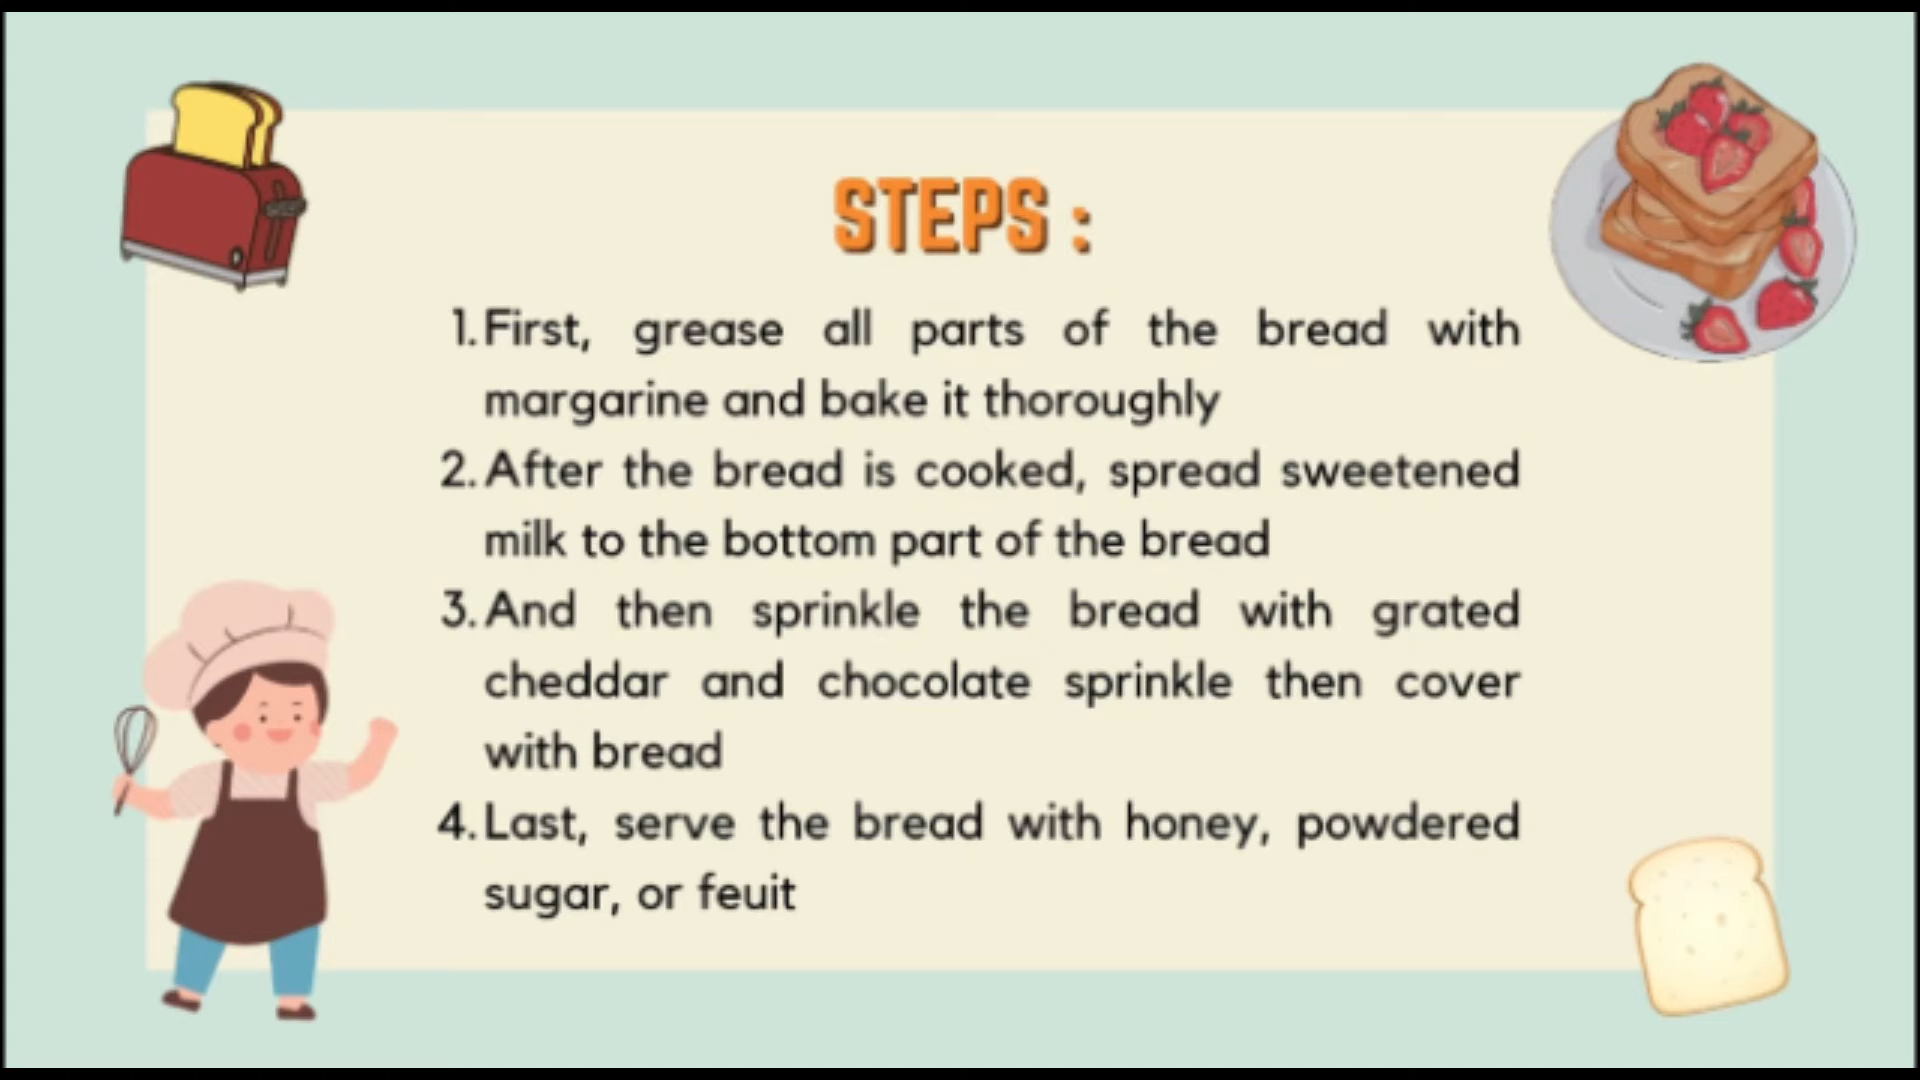 STEPS :
1. First, grease all parts of the bread with
margarine and bake it thoroughly
2. After the bread is cooked, spread sweetened
milk to the bottom part of the bread
3. And then sprinkle the bread with grated
cheddar and chocolate sprinkle then cover
with bread
4. Last, serve the bread with honey, powdered
sugar, or feuit